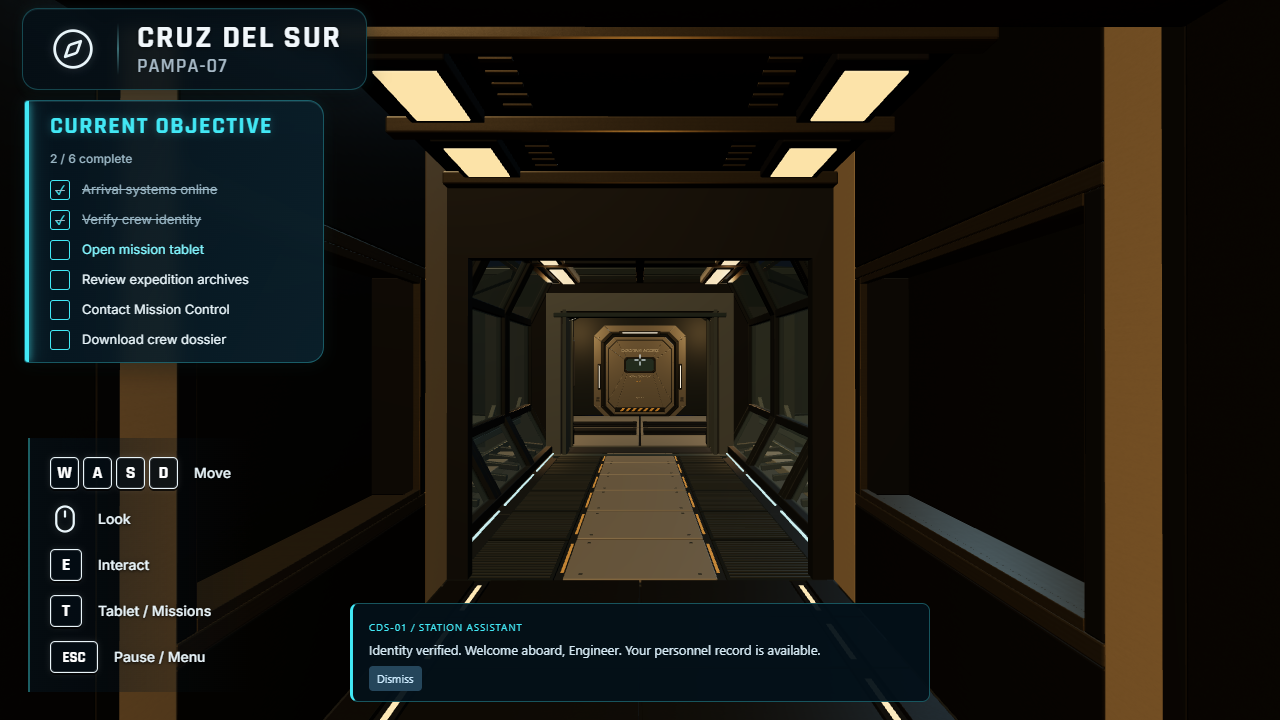 CRUZ DEL SUR
PAMPA-07
CURRENT OBJECTIVE
2 / 6 complete
Arrival systems online
Verify crew identity
Open mission tablet
Review expedition archives
Contact Mission Control
Download crew dossier
W A S D Move
Look
E Interact
T Tablet / Missions
ESC Pause / Menu
CDS-01 / STATION ASSISTANT
Identity verified. Welcome aboard, Engineer. Your personnel record is available.
Dismiss